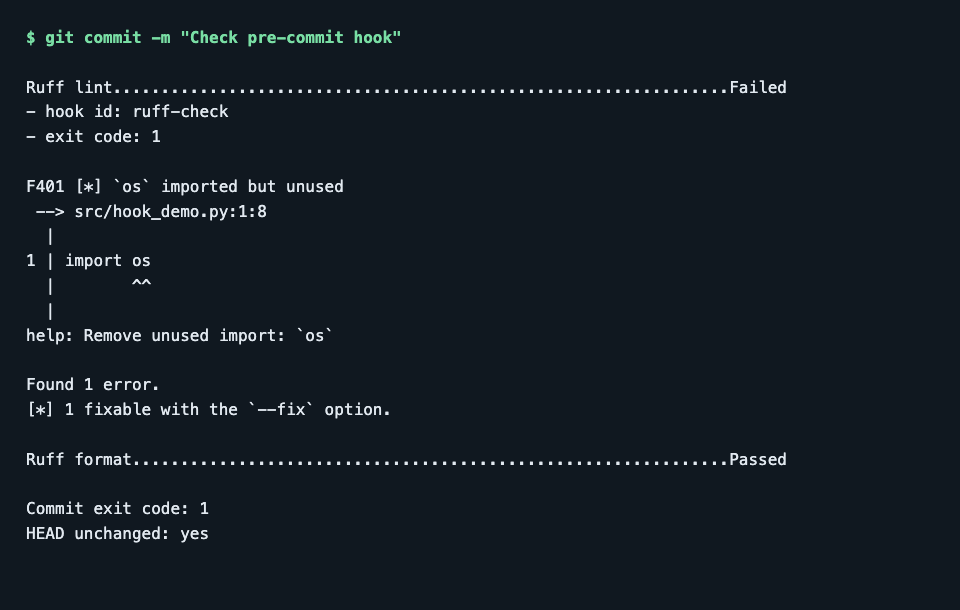 $ git commit -m "Check pre-commit hook"

Ruff lint................................................................Failed
- hook id: ruff-check
- exit code: 1

F401 [*] `os` imported but unused
 --> src/hook_demo.py:1:8
  |
1 | import os
  |        ^^
  |
help: Remove unused import: `os`

Found 1 error.
[*] 1 fixable with the `--fix` option.

Ruff format..............................................................Passed

Commit exit code: 1
HEAD unchanged: yes